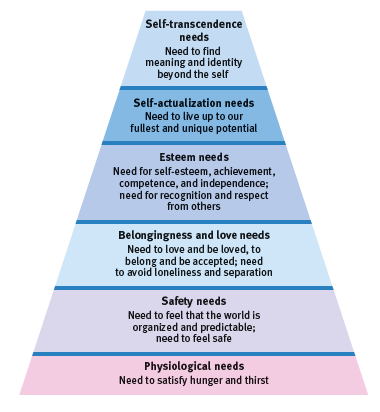 Self-transcendence
needs
Need to find
meaning and identity
beyond the self
Self-actualization needs
Need to live up to our
fullest and unique potential
Esteem needs
Need for self-esteem, achievement,
competence, and independence;
need for recognition and respect
from others
Belongingness and love needs
Need to love and be loved, to
belong and be accepted; need
to avoid loneliness and separation
Safety needs
Need to feel that the world is
organized and predictable;
need to feel safe
Physiological needs
Need to satisfy hunger and thirst